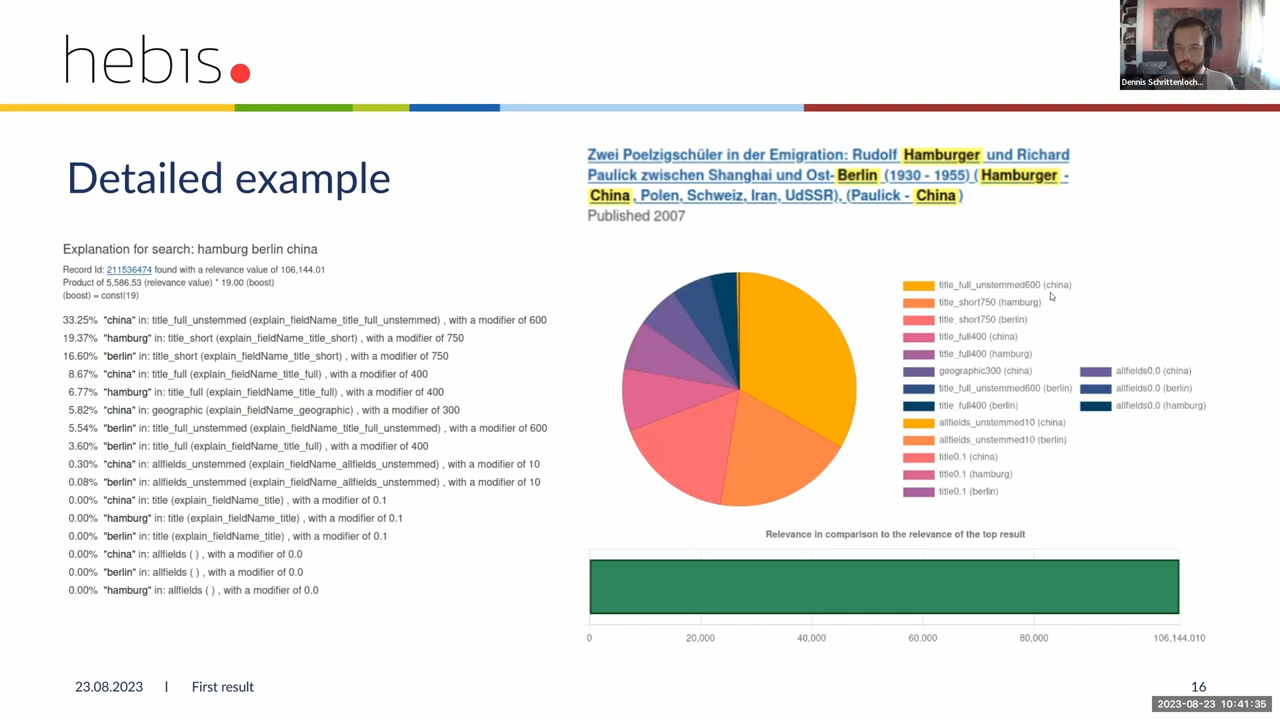 hebis.
Dennis Schrittenloch...
Detailed example
Zwei Poelzigschüler in der Emigration: Rudolf Hamburger und Richard
Paulick zwischen Shanghai und Ost-Berlin (1930 - 1955) (Hamburger -
China, Polen, Schweiz, Iran, UdSSR), (Paulick - China)
Published 2007
Explanation for search: hamburg berlin china
Record Id: 211536474 found with a relevance value of 106,144.01
Product of 5,586.53 (relevance value) * 19.00 (boost)
(boost) = const(19)
33.25% "china" in: title_full_unstemmed (explain_fieldName_title_full_unstemmed) , with a modifier of 600
19.37% "hamburg" in: title_short (explain_fieldName_title_short) , with a modifier of 750
16.60% "berlin" in: title_short (explain_fieldName_title_short) , with a modifier of 750
8.67% "china" in: title_full (explain_fieldName_title_full) , with a modifier of 400
6.77% "hamburg" in: title_full (explain_fieldName_title_full) , with a modifier of 400
5.82% "china" in: geographic (explain_fieldName_geographic) , with a modifier of 300
5.54% "berlin" in: title_full_unstemmed (explain_fieldName_title_full_unstemmed) , with a modifier of 600
3.60% "berlin" in: title_full (explain_fieldName_title_full) , with a modifier of 400
0.30% "china" in: allfields_unstemmed (explain_fieldName_allfields_unstemmed) , with a modifier of 10
0.08% "berlin" in: allfields_unstemmed (explain_fieldName_allfields_unstemmed) , with a modifier of 10
0.00% "china" in: title (explain_fieldName_title) , with a modifier of 0.1
0.00% "hamburg" in: title (explain_fieldName_title) , with a modifier of 0.1
0.00% "berlin" in: title (explain_fieldName_title) , with a modifier of 0.1
0.00% "china" in: allfields ( ) , with a modifier of 0.0
0.00% "berlin" in: allfields ( ) , with a modifier of 0.0
0.00% "hamburg" in: allfields ( ) , with a modifier of 0.0
title_full_unstemmed600 (china)
title_short750 (hamburg)
title_short750 (berlin)
title_full400 (china)
title_full400 (hamburg)
geographic300 (china)
title_full_unstemmed600 (berlin)
title_full400 (berlin)
allfields_unstemmed10 (china)
allfields_unstemmed10 (berlin)
title0.1 (china)
title0.1 (hamburg)
title0.1 (berlin)
allfields0.0 (china)
allfields0.0 (berlin)
allfields0.0 (hamburg)
Relevance in comparison to the relevance of the top result
0 20,000 40,000 60,000 80,000 106,144.010
23.08.2023 | First result
16
2023-08-23 10:41:35